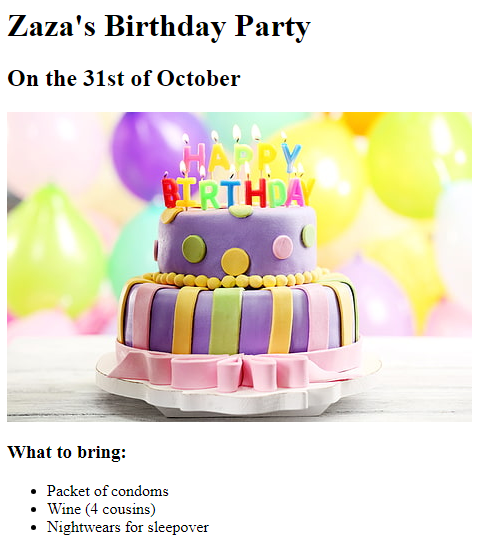 Zaza's Birthday Party
On the 31st of October
HAPPY
BIRTHDAY
What to bring:
Packet of condoms
Wine (4 cousins)
Nightwears for sleepover